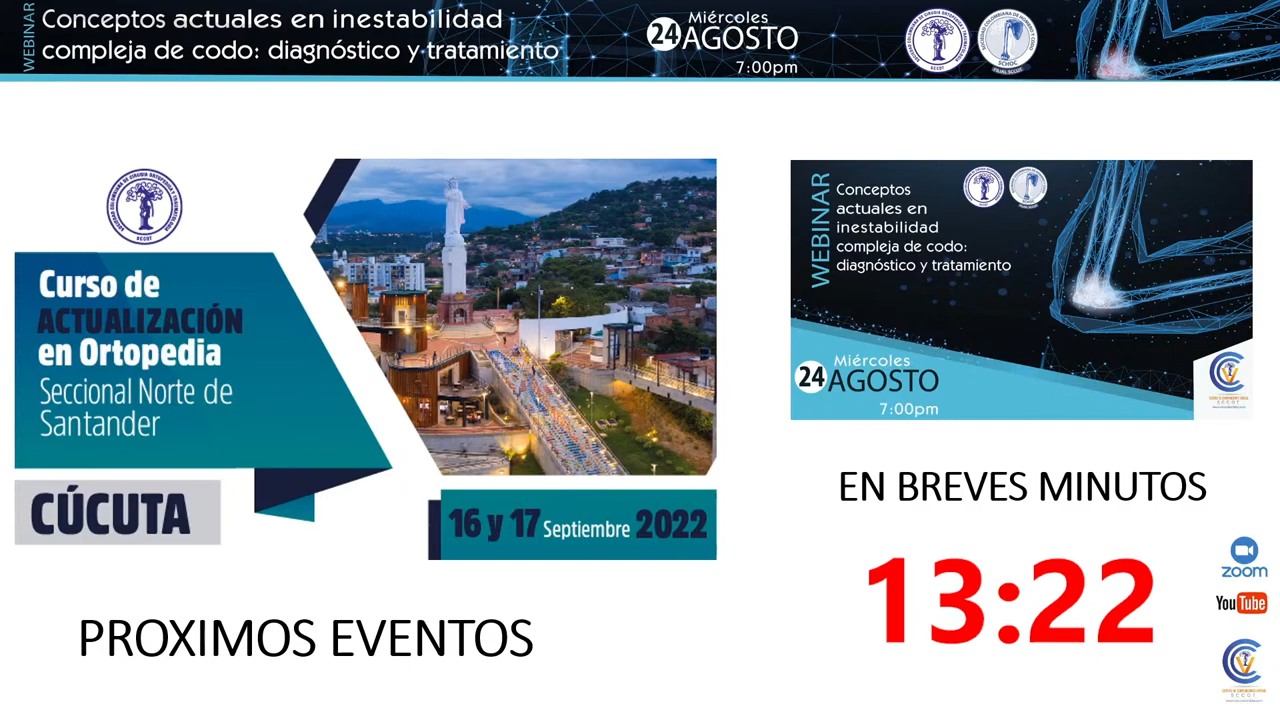 WEBINAR
Conceptos actuales en inestabilidad
compleja de codo: diagnóstico y tratamiento
Miércoles
24 AGOSTO
7:00pm
SCHOC
SCCOT
Curso de
ACTUALIZACIÓN
en Ortopedia
Seccional Norte de
Santander
CÚCUTA
16 y 17 Septiembre 2022
PROXIMOS EVENTOS
WEBINAR
Conceptos
actuales en
inestabilidad
compleja de codo:
diagnóstico y tratamiento
Miércoles
24 AGOSTO
7:00pm
SCCOT
EN BREVES MINUTOS
13:22
zoom
YouTube
SCCOT